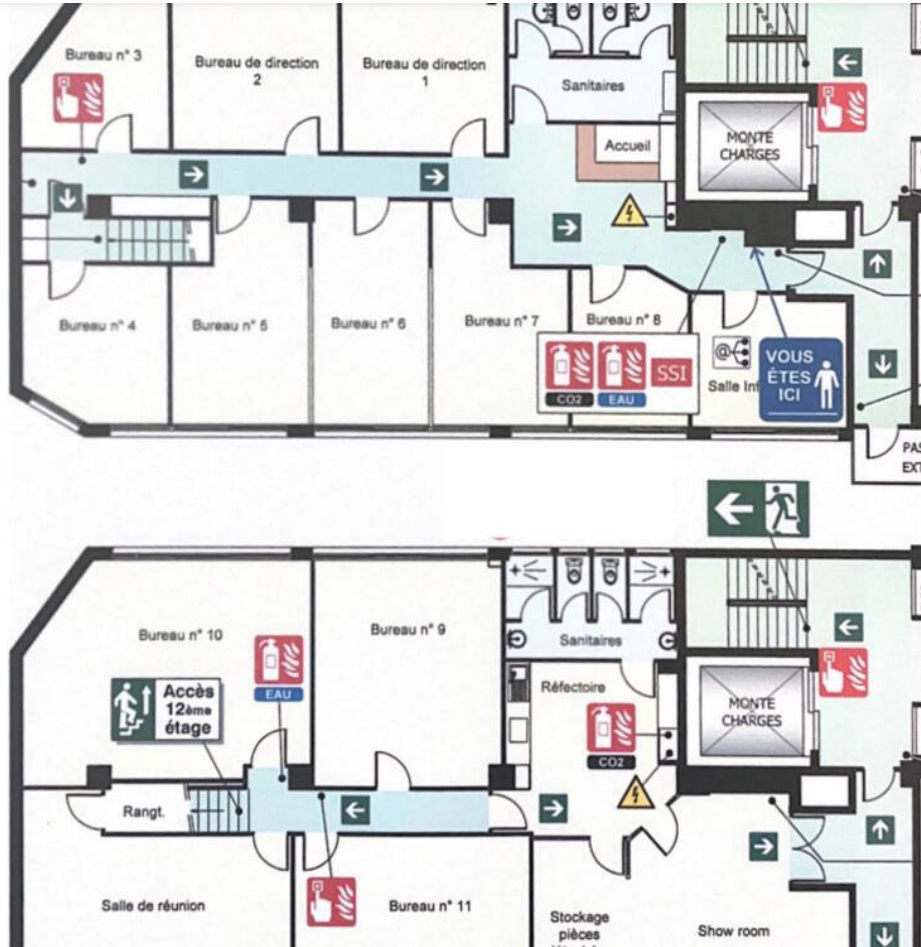 Bureau n° 3
Bureau de direction
2
Bureau de direction
1
Sanitaires
Accueil
MONTE
CHARGES
Bureau n° 4
Bureau n° 5
Bureau n° 6
Bureau n° 7
Bureau n° 8
CO2
EAU
SSI
@
Salle Inf
VOUS
ÊTES
ICI
PAS
EXT
Bureau n° 10
Bureau n° 9
Sanitaires
EAU
Accès
12ème
étage
Réfectoire
CO2
MONTE
CHARGES
Rangt.
Salle de réunion
Bureau n° 11
Stockage
pièces
Show room